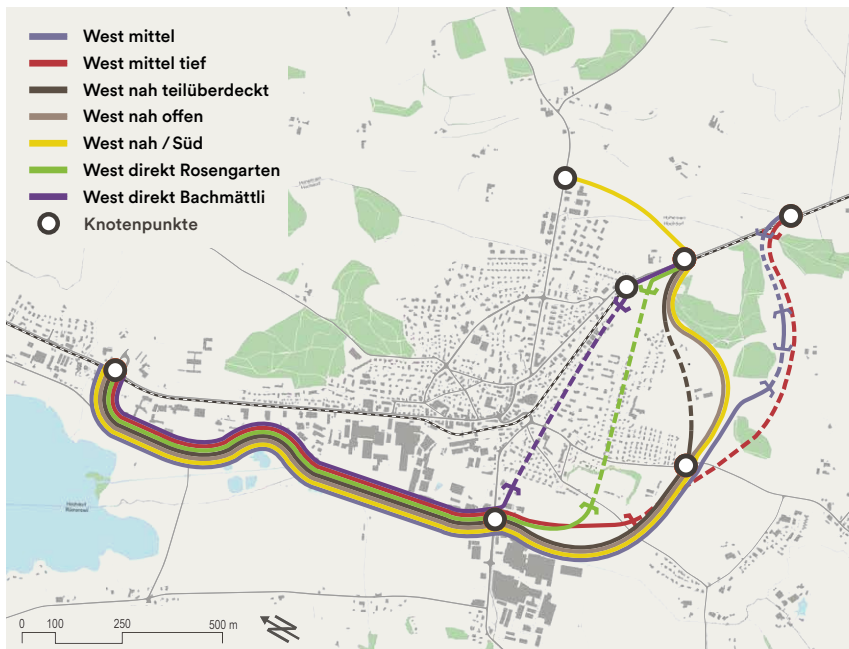 West mittel
West mittel tief
West nah teilüberdeckt
West nah offen
West nah / Süd
West direkt Rosengarten
West direkt Bachmättli
Knotenpunkte
0 100 250 500 m